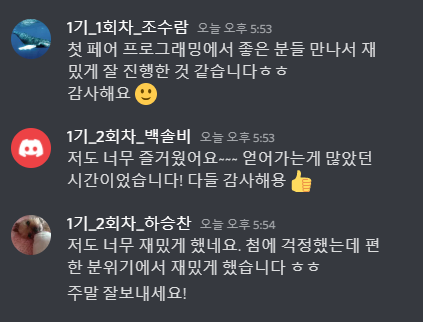 1기_1회차_조수람 오늘 오후 5:53
첫 페어 프로그래밍에서 좋은 분들 만나서 재
밌게 잘 진행한 것 같습니다ㅎㅎ
감사해요 🙂
1기_2회차_백솔비 오늘 오후 5:53
저도 너무 즐거웠어요~~~ 얻어가는게 많았던
시간이었습니다! 다들 감사해용 👍
1기_2회차_하승찬 오늘 오후 5:54
저도 너무 재밌게 했네요. 첨에 걱정했는데 편
한 분위기에서 재밌게 했습니다 ㅎㅎ
주말 잘보내세요!